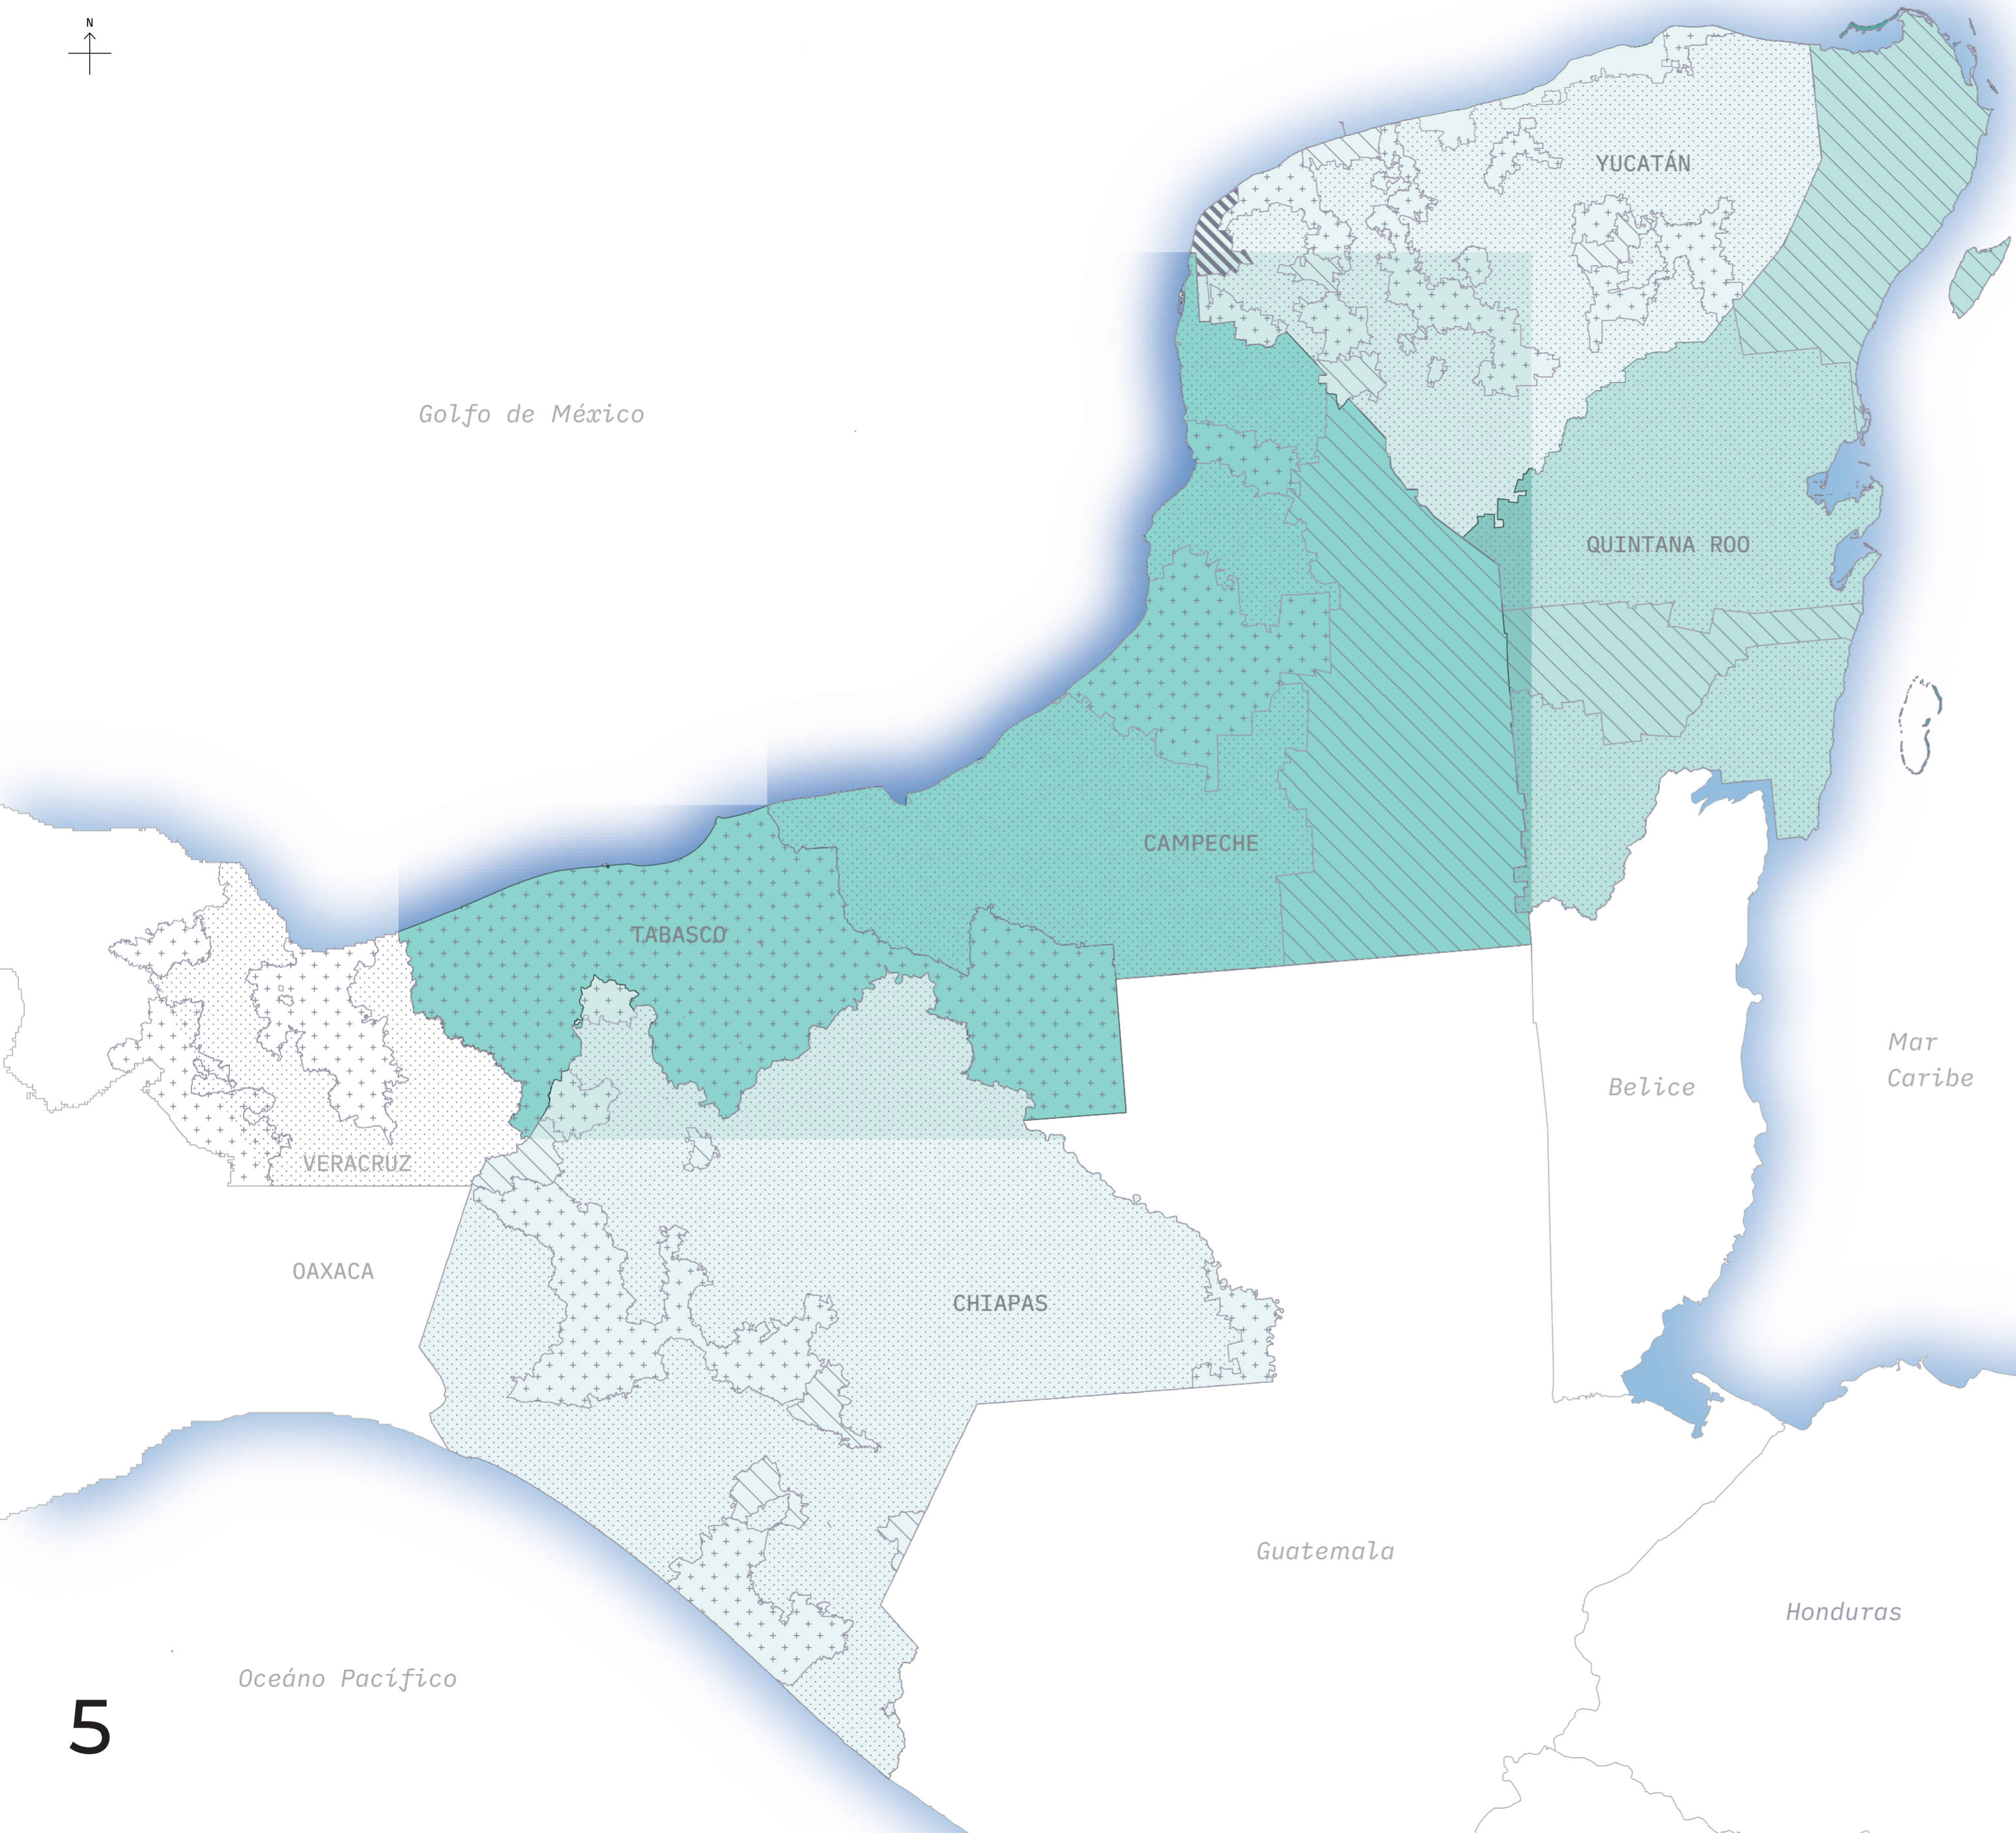 N
YUCATÁN
Golfo de México
QUINTANA ROO
CAMPECHE
TABASCO
Mar
Caribe
Belice
VERACRUZ
OAXACA
CHIAPAS
Guatemala
Honduras
Oceáno Pacífico
5